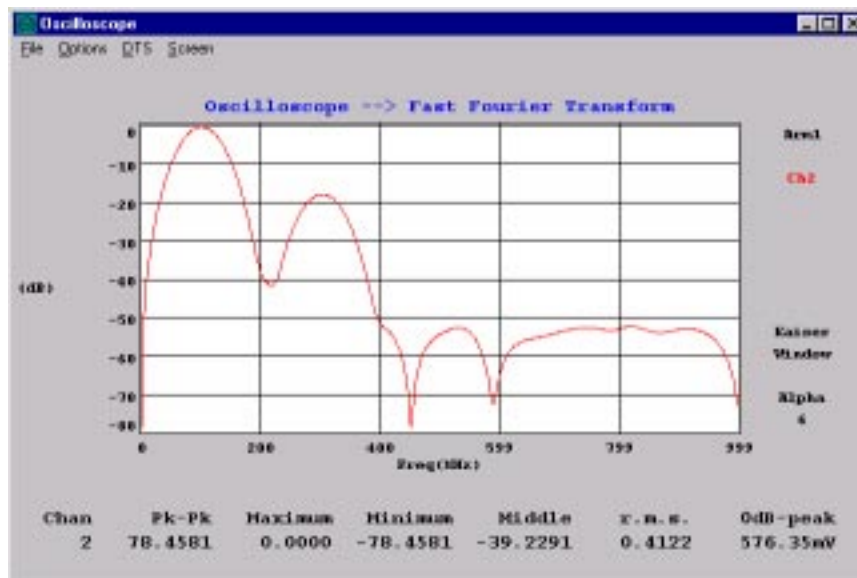 Oscilloscope
File Options DTS Screen
Oscilloscope --> Fast Fourier Transform
0
-10
-20
-30
-40
-50
-60
-70
-80
(dB)
Arm1
Ch2
Kaiser
Window
Alpha
6
0 200 400 599 799 999
Freq(kHz)
Chan Pk-Pk Maximum Minimum Middle r.m.s. 0dB-peak
2 78.4581 0.0000 -78.4581 -39.2291 0.4122 576.35mV